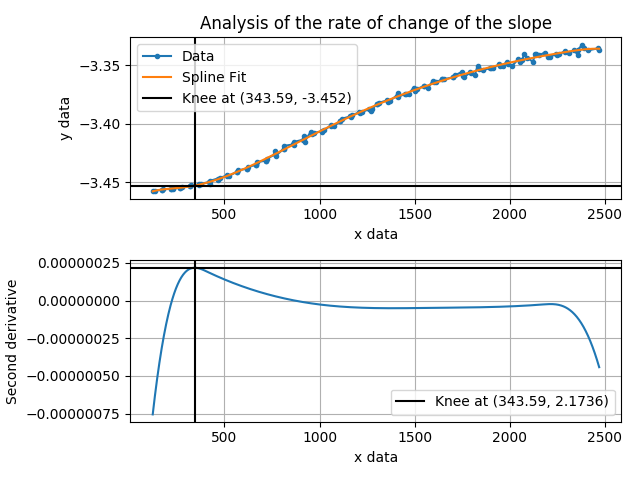 Analysis of the rate of change of the slope
Data
Spline Fit
Knee at (343.59, -3.452)
−3.35
−3.40
−3.45
y data
500
1000
1500
2000
2500
x data
0.00000025
0.00000000
−0.00000025
−0.00000050
−0.00000075
Second derivative
Knee at (343.59, 2.1736)
500
1000
1500
2000
2500
x data